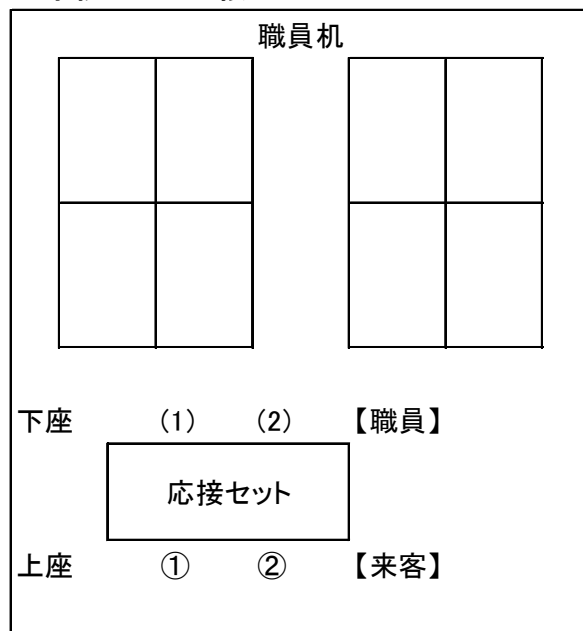 職員机
下座 (1) (2) 【職員】
応接セット
上座 ① ② 【来客】